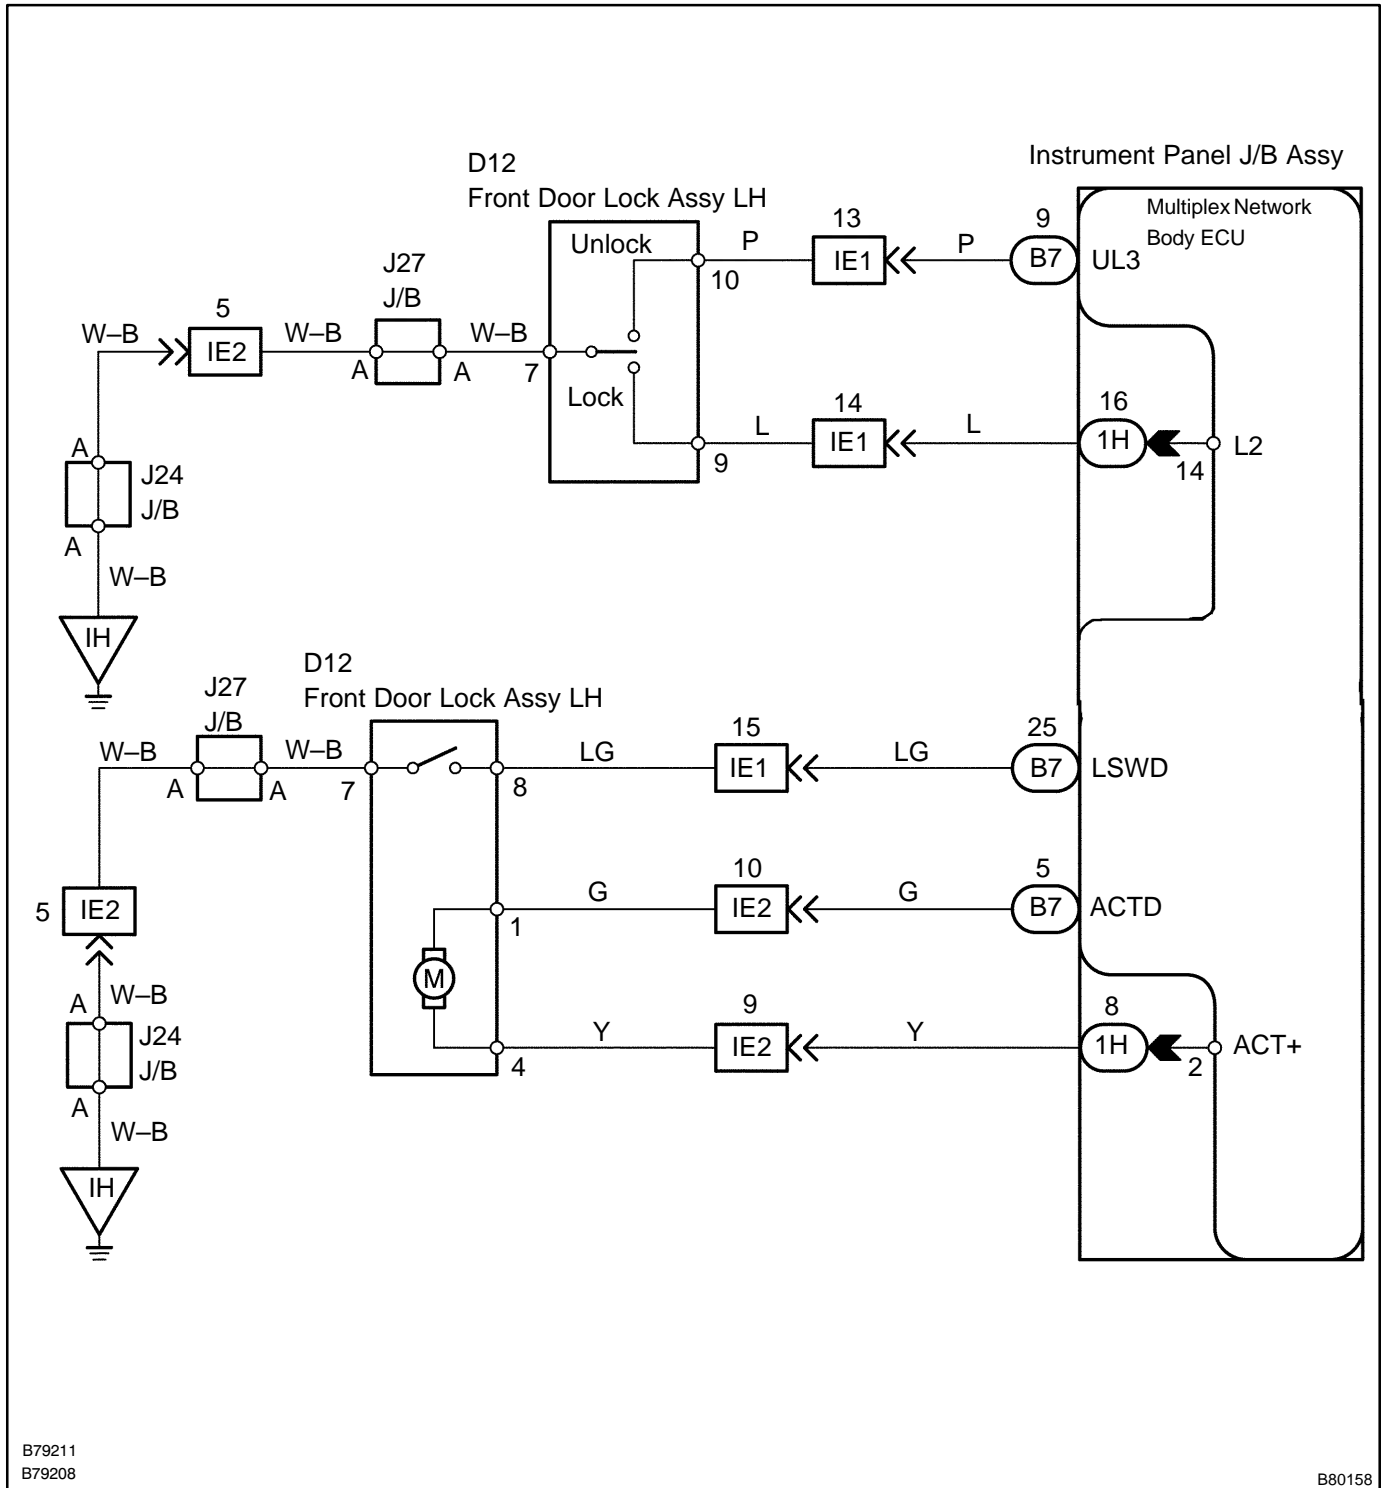 Instrument Panel J/B Assy
Multiplex Network
Body ECU
D12
Front Door Lock Assy LH
Unlock
Lock
P
13
IE1
P
9
B7
UL3
10
J27
J/B
5
W–B
IE2
W–B
A
A
W–B
7
L
14
IE1
L
16
1H
14
L2
9
A
J24
J/B
A
W–B
IH
D12
Front Door Lock Assy LH
J27
J/B
W–B
A
A
W–B
7
8
LG
15
IE1
LG
25
B7
LSWD
5
IE2
1
G
10
IE2
G
5
B7
ACTD
M
A
W–B
J24
J/B
A
W–B
IH
4
Y
9
IE2
Y
8
1H
2
ACT+
B79211
B79208
B80158